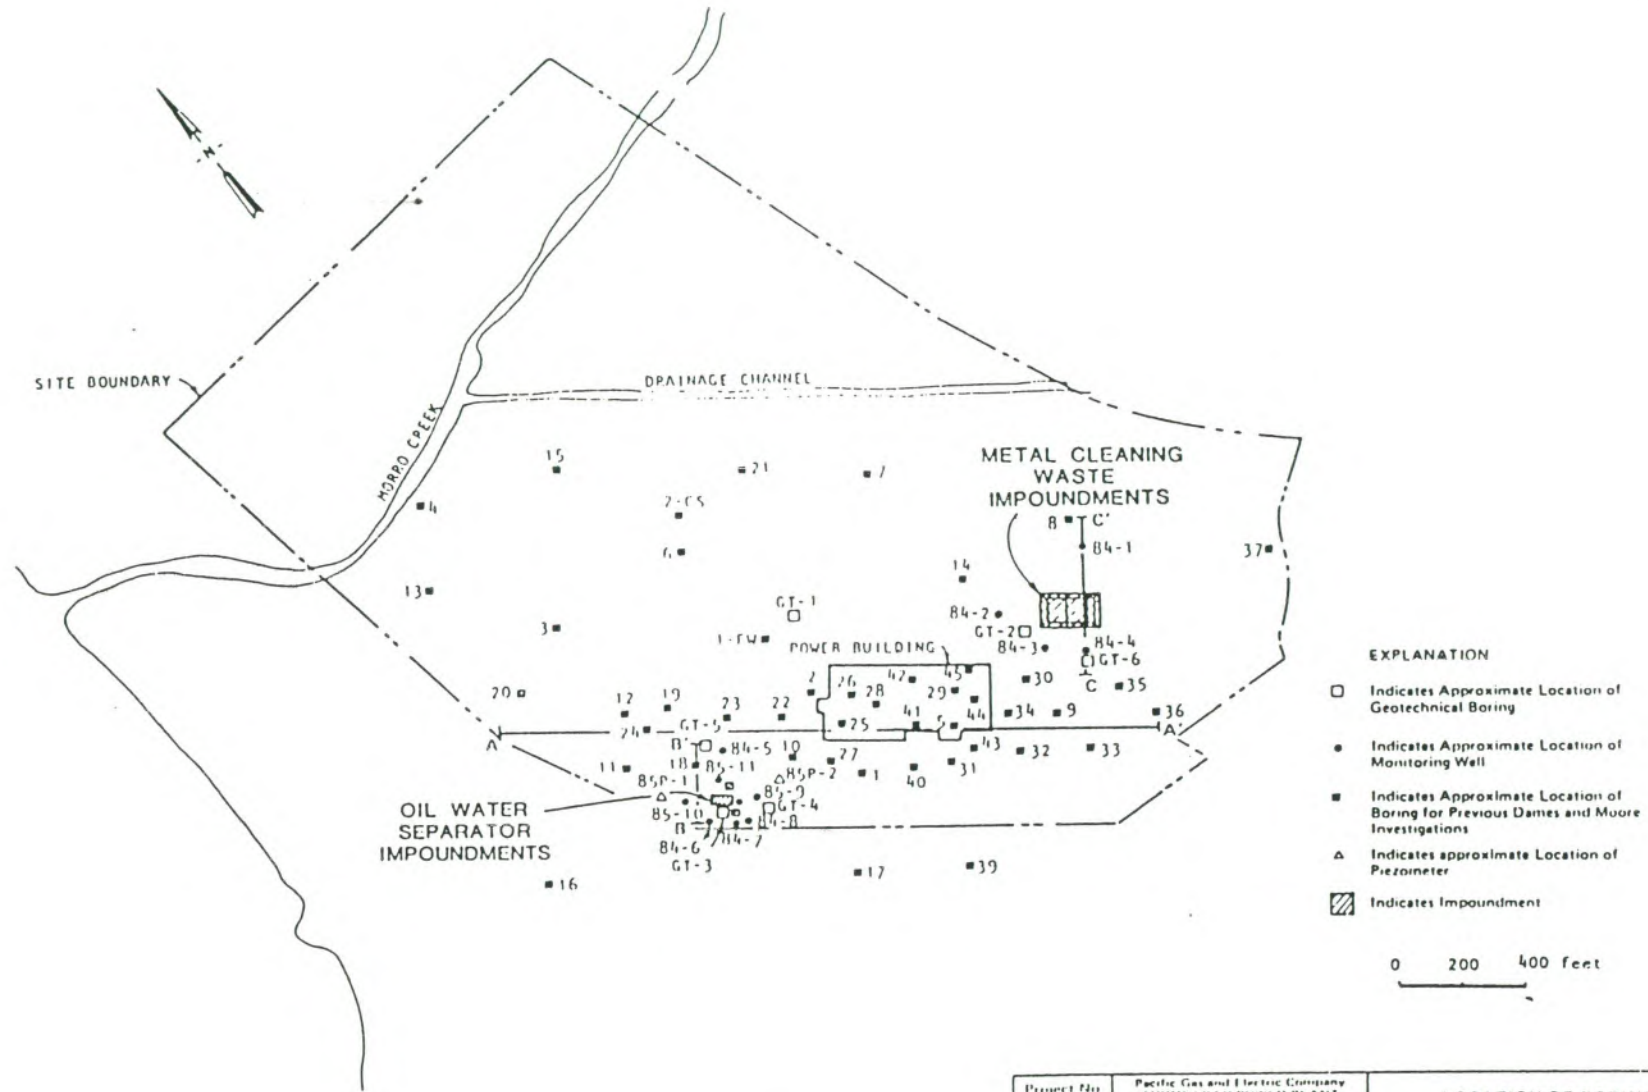 N
SITE BOUNDARY
DRAINAGE CHANNEL
MORRO CREEK
15
21
7
METAL CLEANING
WASTE
IMPOUNDMENTS
4
2-CS
8
C'
84-1
37
6
14
13
GT-1
84-2
GT-2
3
1-FW
84-3
84-4
POWER BUILDING
45
GT-6
20
2
26
42
30
C
35
12
19
23
22
28
29
GT-5
25
41
5
44
34
9
36
A
24
A'
B'
84-5
10
27
43
32
33
11
18
85-11
85P-2
1
40
31
85P-1
85-9
OIL WATER
SEPARATOR
IMPOUNDMENTS
85-10
GT-4
B
84-8
84-6
84-7
GT-3
16
17
39
EXPLANATION
Indicates Approximate Location of
Geotechnical Boring
Indicates Approximate Location of
Monitoring Well
Indicates Approximate Location of
Boring for Previous Dames and Moore
Investigations
Indicates approximate Location of
Piezometer
Indicates Impoundment
0 200 400 feet
Project No.
Pacific Gas and Electric Company